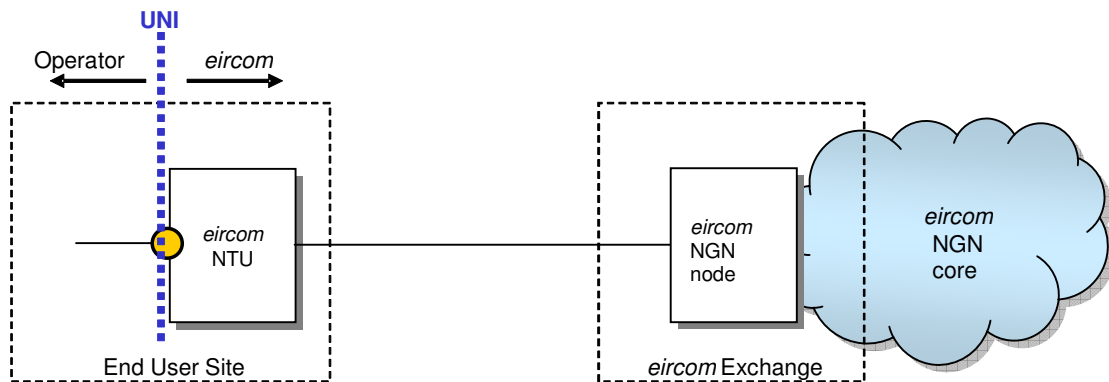 UNI
Operator
eircom
eircom
NTU
eircom
NGN
node
eircom
NGN
core
End User Site
eircom Exchange